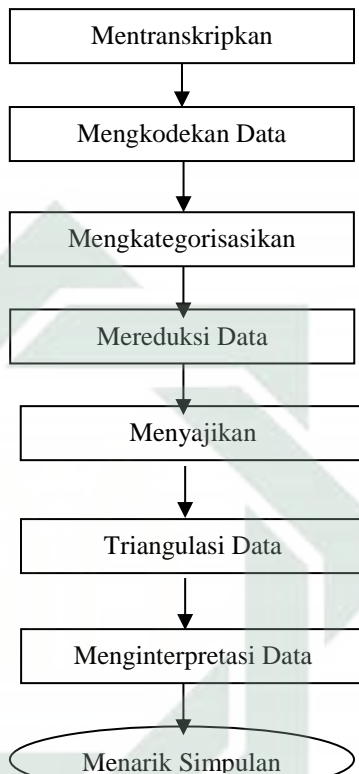 Mentranskripkan
Mengkodekan Data
Mengkategorisasikan
Mereduksi Data
Menyajikan
Triangulasi Data
Menginterpretasi Data
Menarik Simpulan